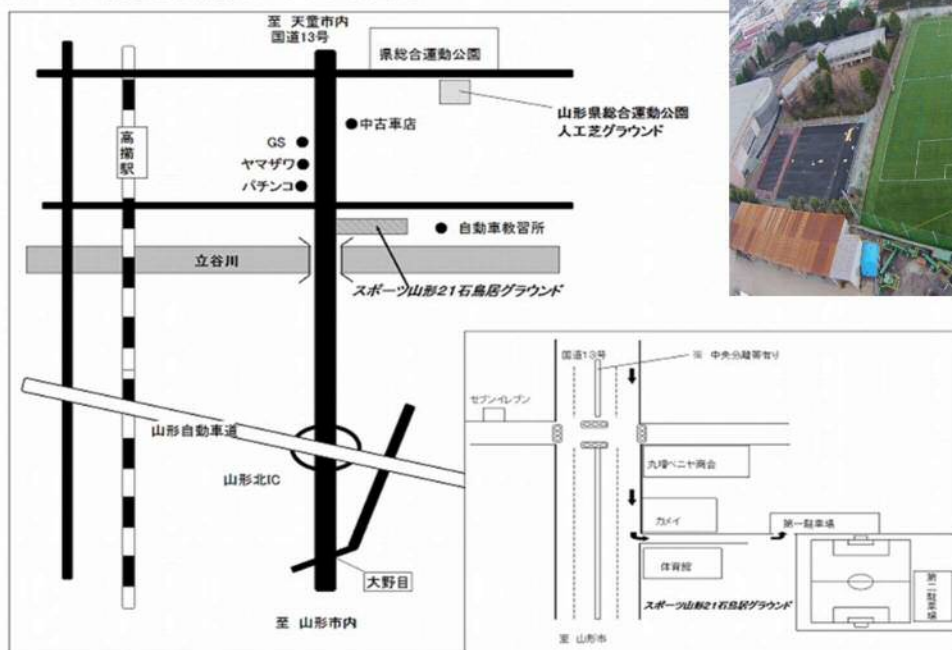 至 天童市内
国道13号
県総合運動公園
山形県総合運動公園
人工芝グラウンド
中古車店
高擶駅
GS
ヤマザワ
パチンコ
自動車教習所
立谷川
スポーツ山形21石鳥居グラウンド
山形自動車道
山形北IC
大野目
至 山形市内
国道13号
※ 中央分離帯有り
セブンイレブン
丸増ベニヤ商会
カメイ
第一駐車場
体育館
第二駐車場
スポーツ山形21石鳥居グラウンド
至 山形市